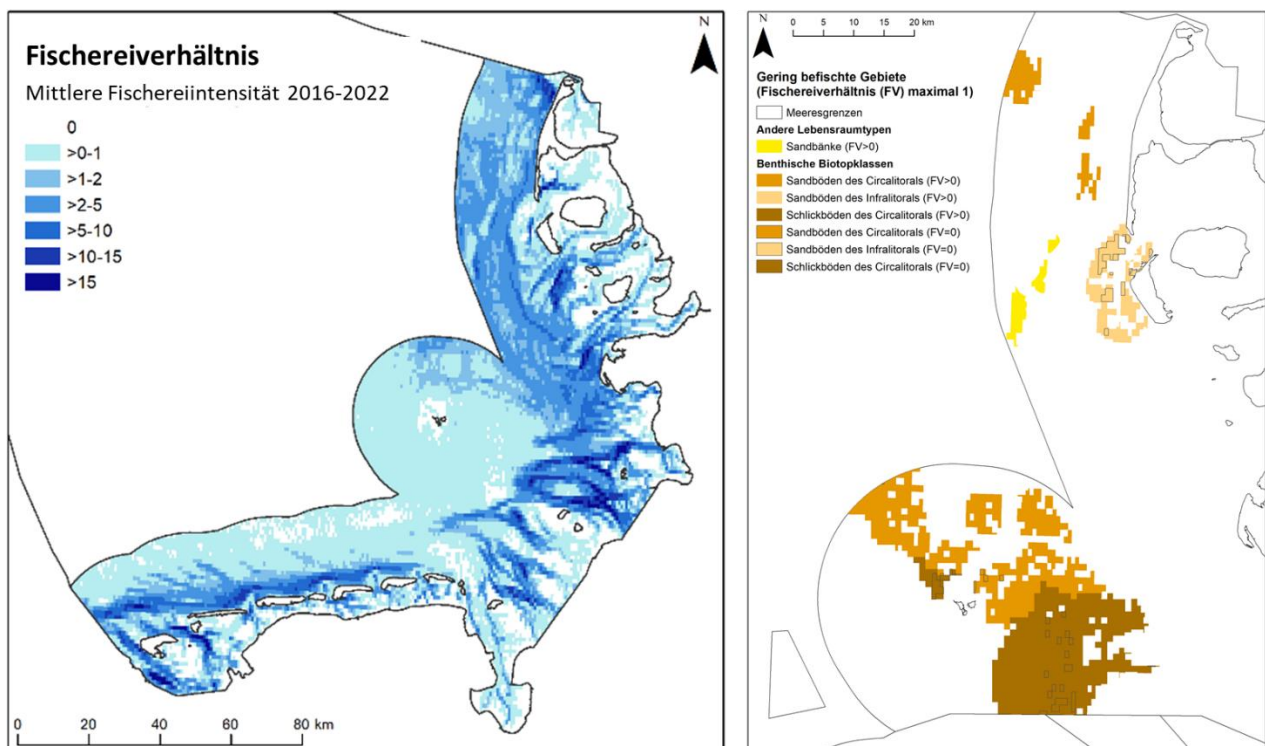 Fischereiverhältnis
Mittlere Fischereiintensität 2016-2022
0
>0-1
>1-2
>2-5
>5-10
>10-15
>15
N
0 20 40 60 80 km
0 5 10 20 km
N
Gering befischte Gebiete
(Fischereiverhältnis (FV) maximal 1)
Meeresgrenzen
Andere Lebensraumtypen
Sandbänke (FV>0)
Benthische Biotopklassen
Sandböden des Circalitorals (FV>0)
Sandböden des Infralitorals (FV>0)
Schlickböden des Circalitorals (FV>0)
Sandböden des Circalitorals (FV=0)
Sandböden des Infralitorals (FV=0)
Schlickböden des Circalitorals (FV=0)